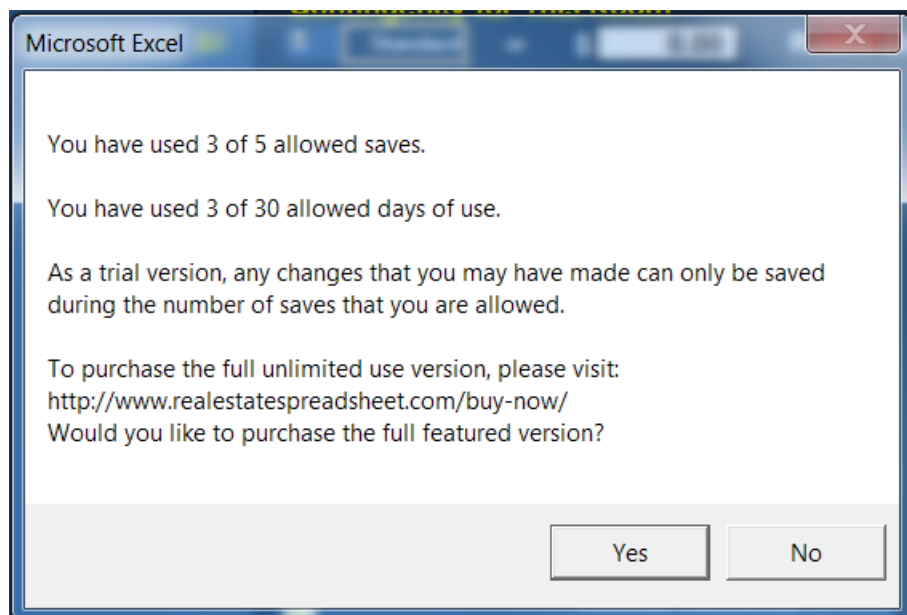 Microsoft Excel
You have used 3 of 5 allowed saves.
You have used 3 of 30 allowed days of use.
As a trial version, any changes that you may have made can only be saved
during the number of saves that you are allowed.
To purchase the full unlimited use version, please visit:
http://www.realestatespreadsheet.com/buy-now/
Would you like to purchase the full featured version?
Yes No